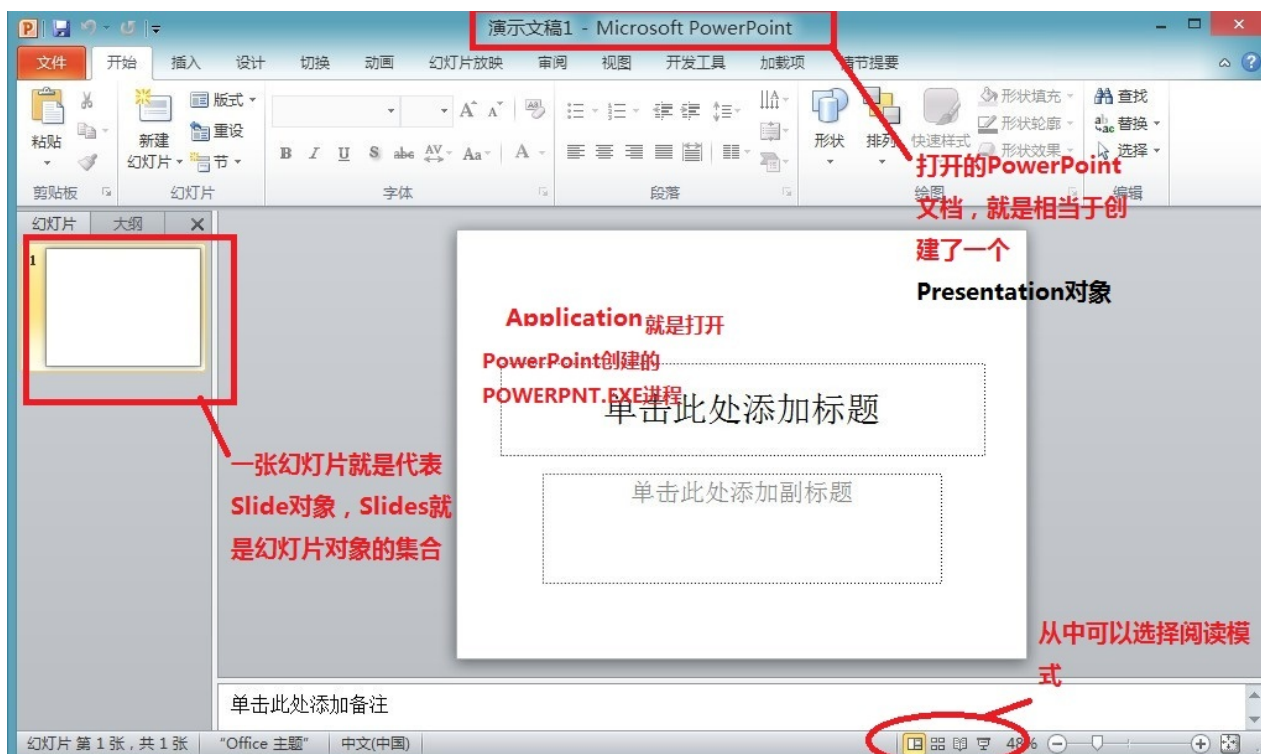 演示文稿1 - Microsoft PowerPoint
文件 开始 插入 设计 切换 动画 幻灯片放映 审阅 视图 开发工具 加载项 情节提要
粘贴
新建
幻灯片
版式
重设
节
形状 排列 快速样式
形状填充
形状轮廓
形状效果
查找
替换
选择
剪贴板 幻灯片 字体 段落 绘图 编辑
打开的PowerPoint
文档，就是相当于创
建了一个
Presentation对象
幻灯片 大纲
1
Application就是打开
PowerPoint创建的
POWERPNT.EXE进程
单击此处添加标题
单击此处添加副标题
一张幻灯片就是代表
Slide对象，Slides就
是幻灯片对象的集合
从中可以选择阅读模
式
单击此处添加备注
幻灯片 第 1 张，共 1 张 "Office 主题" 中文(中国) 48%